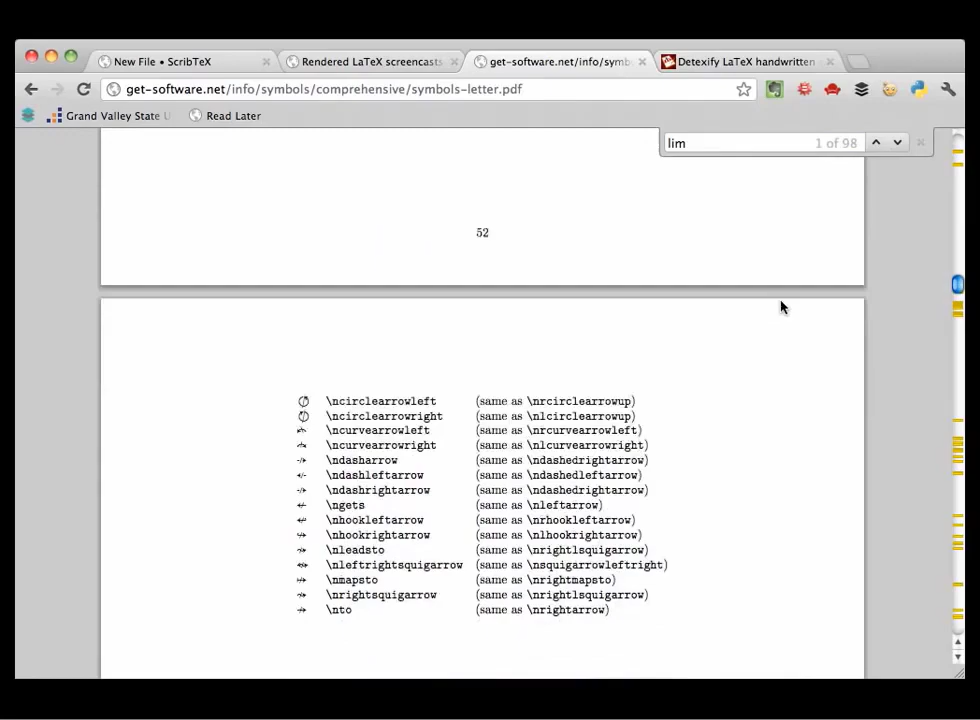 New File • ScribTeX
Rendered LaTeX screencasts
get-software.net/info/symb
Detexify LaTeX handwritten
get-software.net/info/symbols/comprehensive/symbols-letter.pdf
Grand Valley State U
Read Later
lim
1 of 98
52
\ncirclearrowleft (same as \nrcirclearrowup)
\ncirclearrowright (same as \nlcirclearrowup)
\ncurvearrowleft (same as \nrcurvearrowleft)
\ncurvearrowright (same as \nlcurvearrowright)
\ndasharrow (same as \ndashedrightarrow)
\ndashleftarrow (same as \ndashedleftarrow)
\ndashrightarrow (same as \ndashedrightarrow)
\ngets (same as \nleftarrow)
\nhookleftarrow (same as \nrhookleftarrow)
\nhookrightarrow (same as \nlhookrightarrow)
\nleadsto (same as \nrightlsquigarrow)
\nleftrightsquigarrow (same as \nsquigarrowleftright)
\nmapsto (same as \nrightmapsto)
\nrightsquigarrow (same as \nrightlsquigarrow)
\nto (same as \nrightarrow)